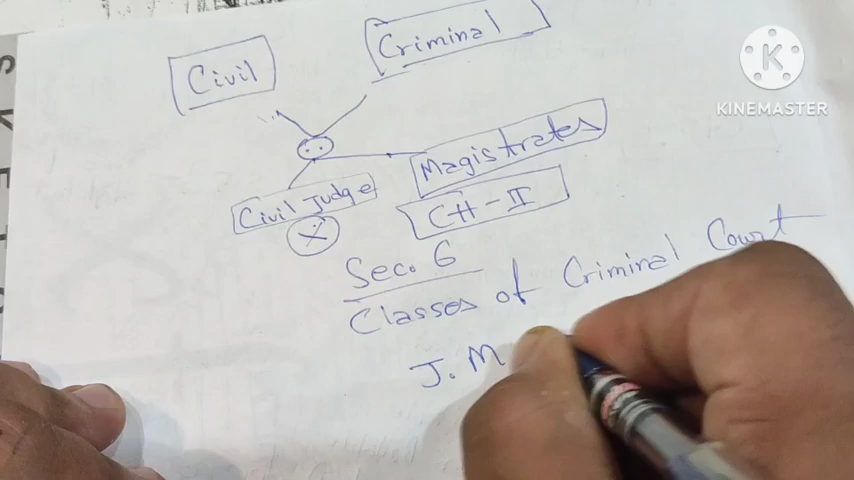 Civil
Criminal
Magistrates
Civil Judge
CH-II
X
Sec. 6
Classes of Criminal Court
J.M
K
KINEMASTER